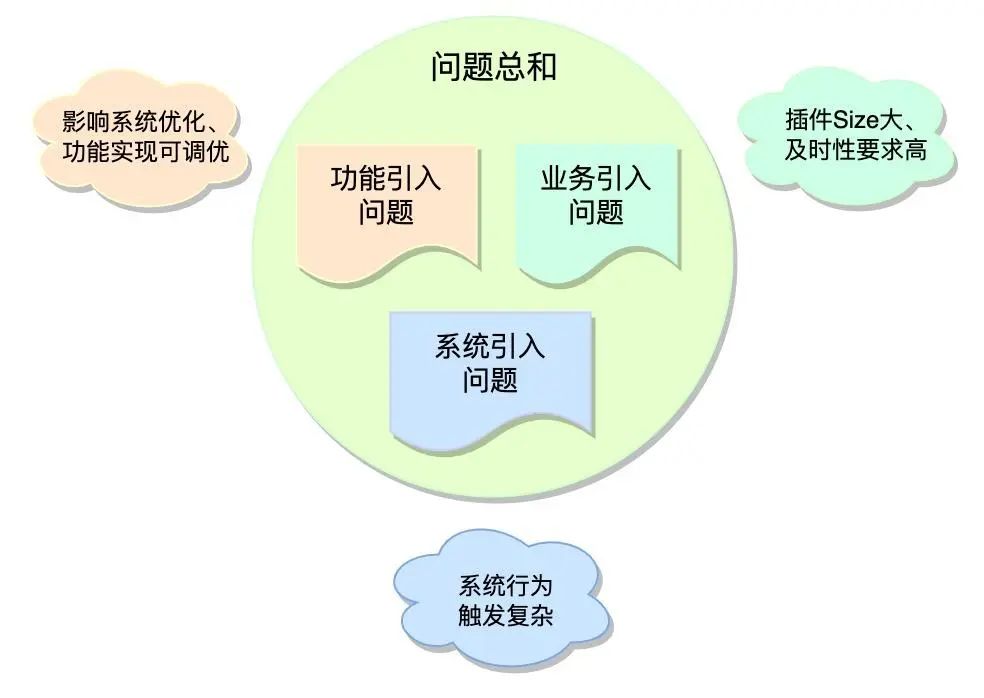 问题总和
影响系统优化、
功能实现可调优
插件Size大、
及时性要求高
功能引入
问题
业务引入
问题
系统引入
问题
系统行为
触发复杂